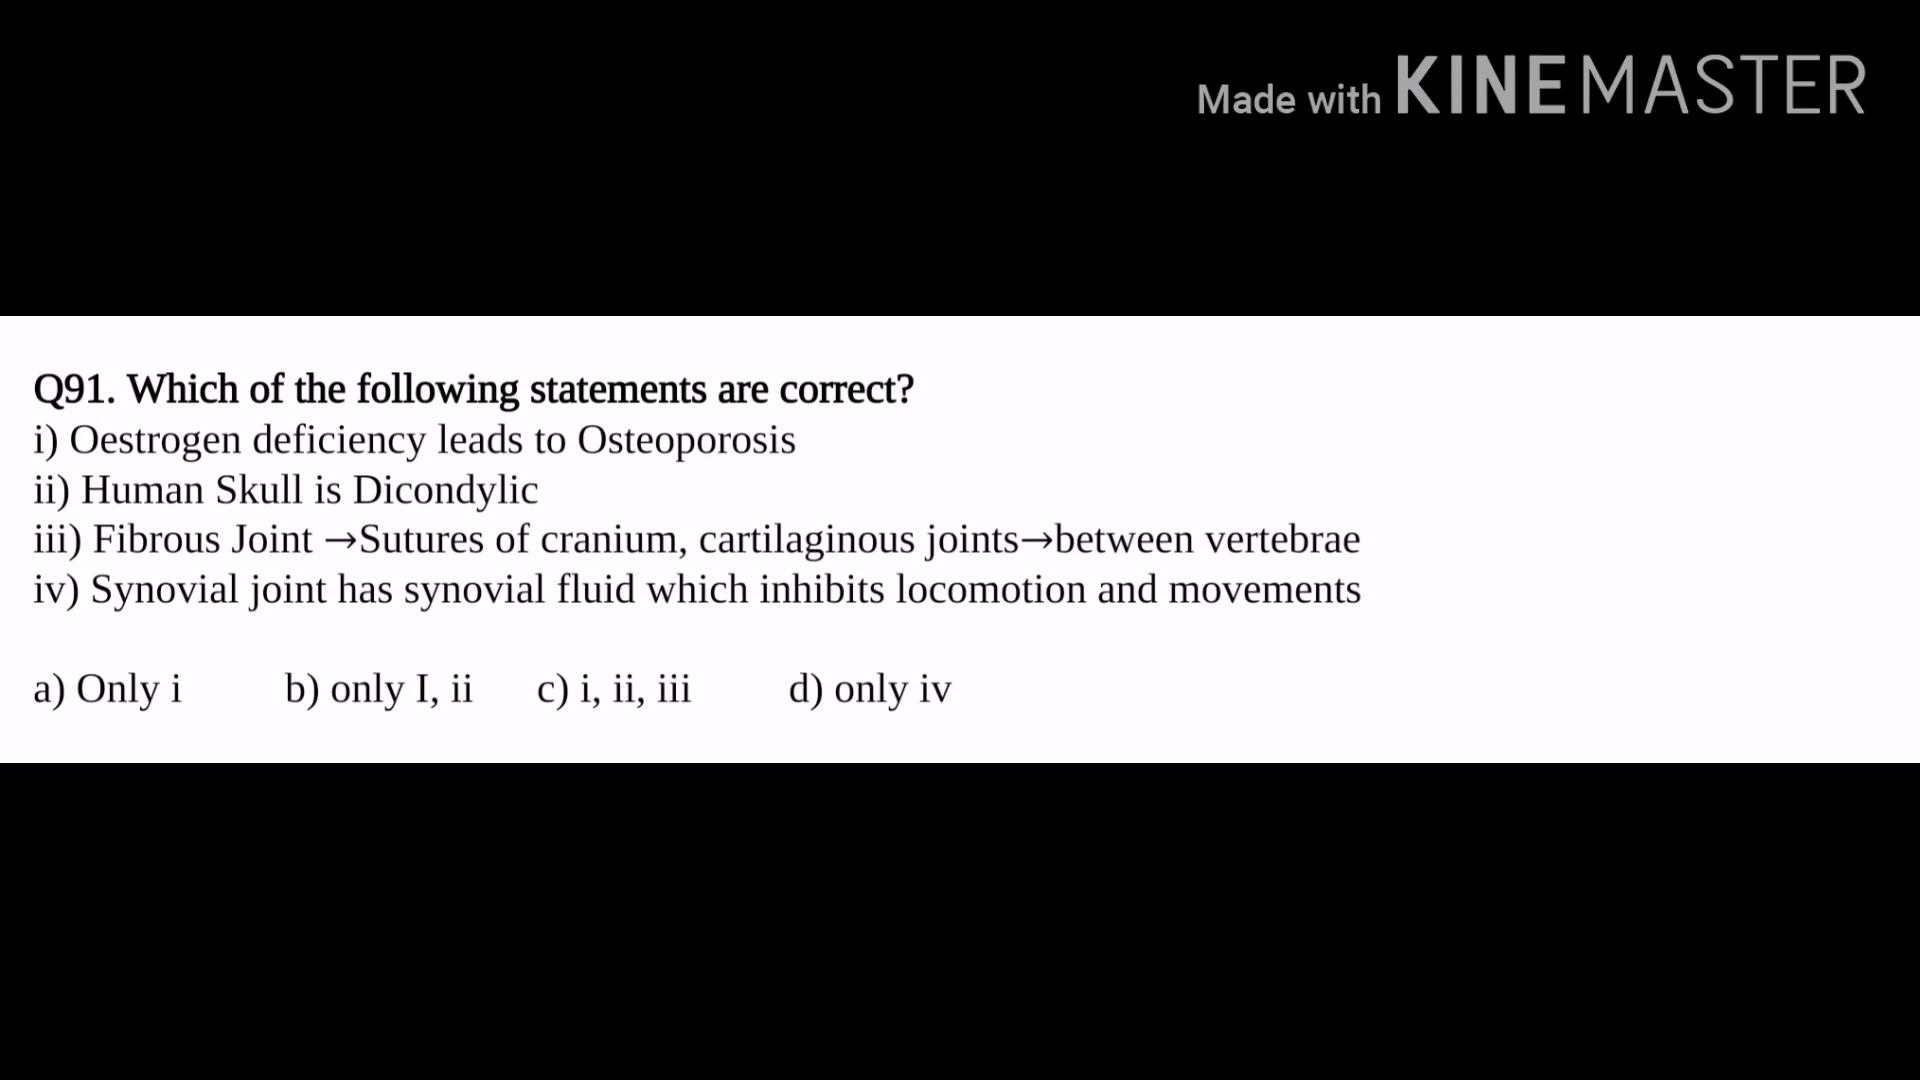 Made with KINEMASTER
Q91. Which of the following statements are correct?
i) Oestrogen deficiency leads to Osteoporosis
ii) Human Skull is Dicondylic
iii) Fibrous Joint →Sutures of cranium, cartilaginous joints→between vertebrae
iv) Synovial joint has synovial fluid which inhibits locomotion and movements
a) Only i b) only I, ii c) i, ii, iii d) only iv